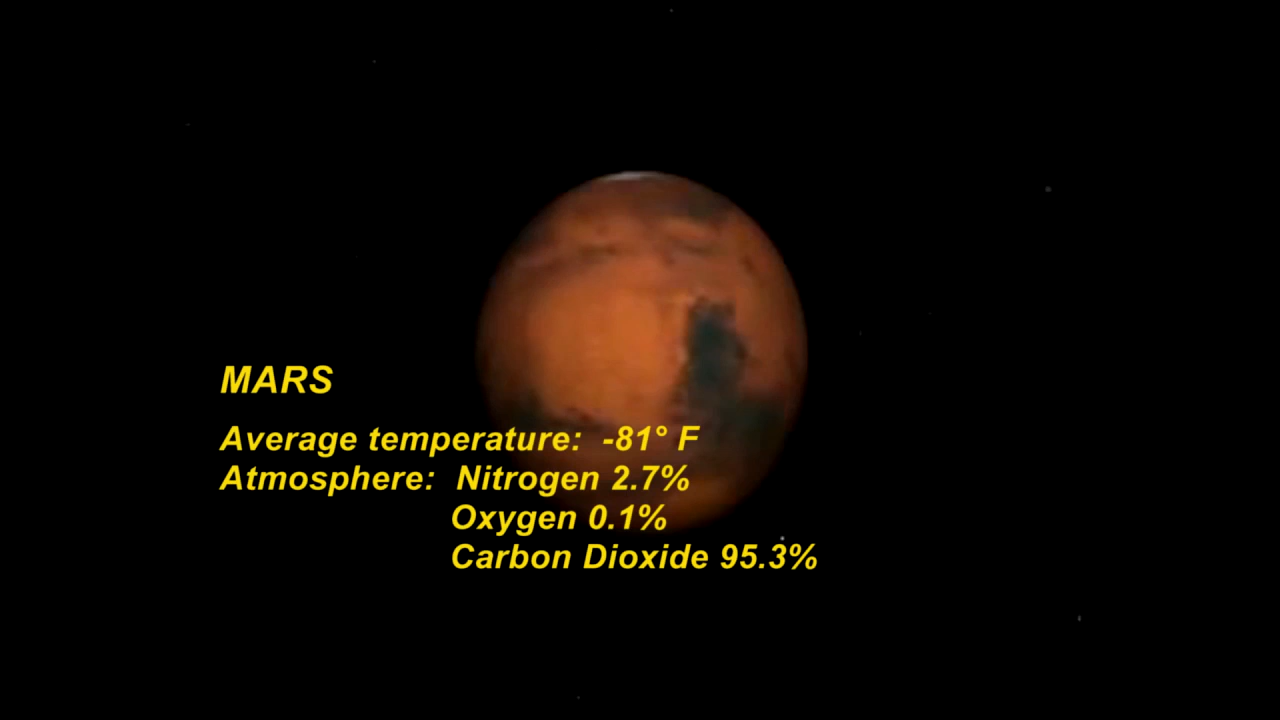 MARS
Average temperature: -81° F
Atmosphere: Nitrogen 2.7%
Oxygen 0.1%
Carbon Dioxide 95.3%